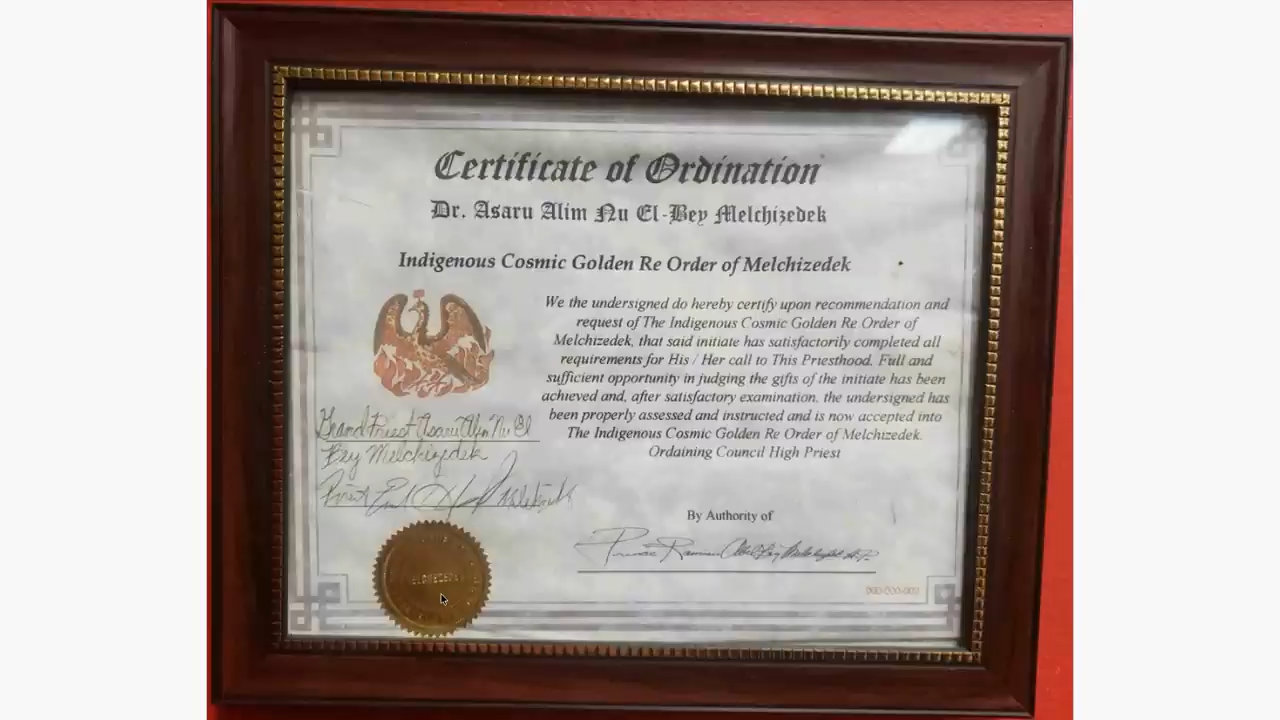 Certificate of Ordination
Dr. Asaru Alim Nu El-Bey Melchizedek
Indigenous Cosmic Golden Re Order of Melchizedek
We the undersigned do hereby certify upon recommendation and
request of The Indigenous Cosmic Golden Re Order of
Melchizedek, that said initiate has satisfactorily completed all
requirements for His / Her call to This Priesthood. Full and
sufficient opportunity in judging the gifts of the initiate has been
achieved and, after satisfactory examination, the undersigned has
been properly assessed and instructed and is now accepted into
The Indigenous Cosmic Golden Re Order of Melchizedek.
Ordaining Council High Priest
Grand Priest Asaru Alim Nu El
Bey Melchizedek
Priest
By Authority of